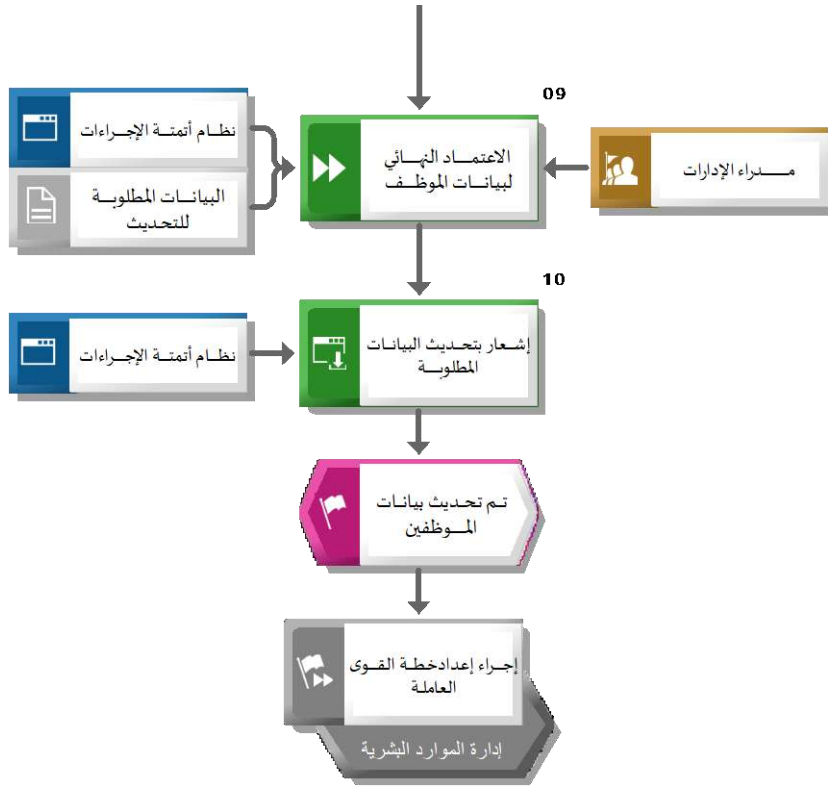 09
نظام أتمتة الإجراءات
الاعتماد النهائي
لبيانات الموظف
مدراء الإدارات
البيانات المطلوبة
للتحديث
10
نظام أتمتة الإجراءات
إشعار بتحديث البيانات
المطلوبة
تم تحديث بيانات
الموظفين
إجراء إعدادخطة القوى
العاملة
إدارة الموارد البشرية